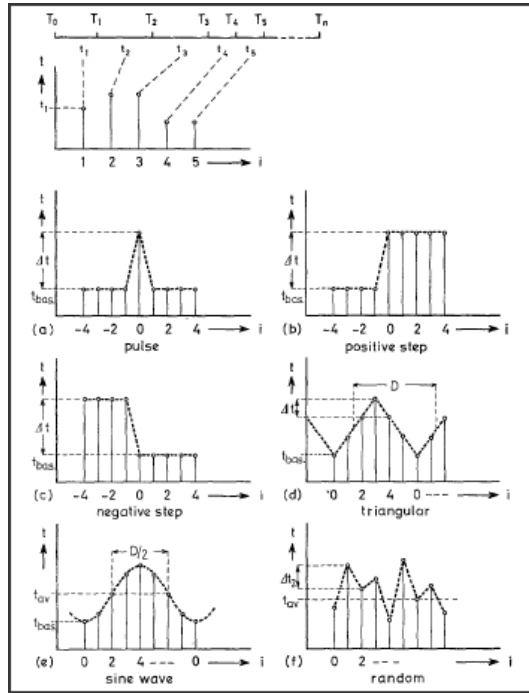 T0 T1 T2 T3 T4 T5 Tn
t1 t2 t3 t4 t5
t
t1
1 2 3 4 5 i
t t
Δt Δt
tbas. tbas.
(a) -4 -2 0 2 4 i (b) -4 -2 0 2 4 i
pulse positive step
t t
D
Δt Δt
tbas. tbas.
(c) -4 -2 0 2 4 i (d) 0 2 4 0 ---- i
negative step triangular
t t
D/2
Δt2
tav tav
tbas.
(e) 0 2 4 ---- 0 i (f) 0 2 ---- i
sine wave random